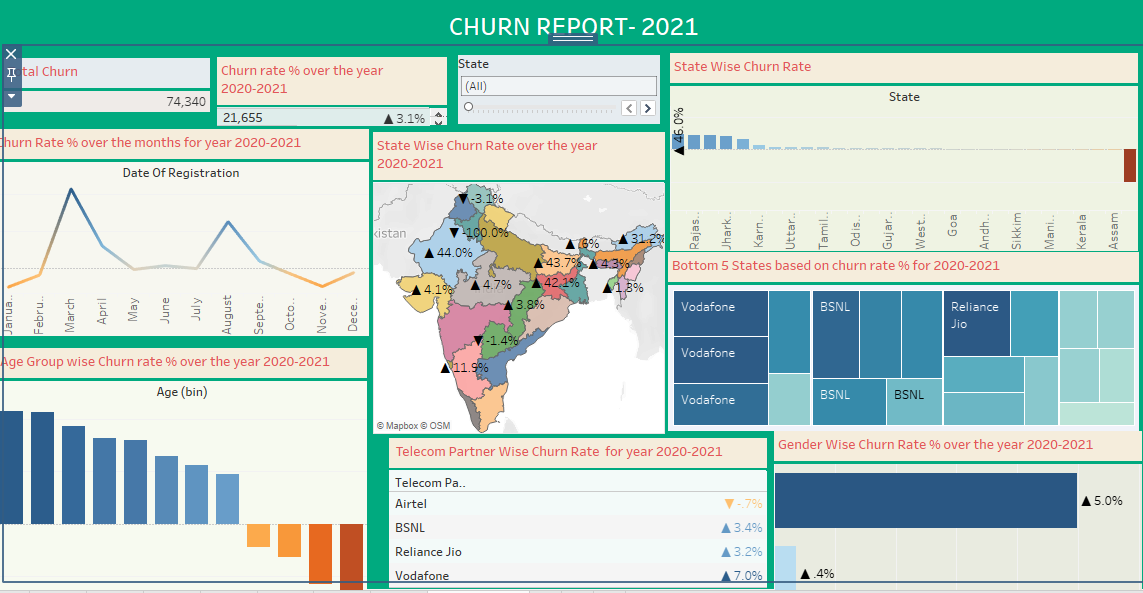 CHURN REPORT- 2021
tal Churn
74,340
Churn rate % over the year
2020-2021
21,655
▲ 3.1%
State
(All)
State Wise Churn Rate
State
▲ 46.0%
Rajas..
Jhark..
Karn..
Uttar..
Tamil..
Odis..
Gujar..
West..
Goa
Andh..
Sikkim
Mani..
Kerala
Assam
Churn Rate % over the months for year 2020-2021
Date Of Registration
Janua..
Febru..
March
April
May
June
July
August
Septe..
Octo..
Nove..
Dece..
State Wise Churn Rate over the year
2020-2021
kistan
▼ -3.1%
▼ -100.0%
▲ 44.0%
▲ 31.2%
▲ 43.7%
▲ 4.3%
▲ 4.1%
▲ 4.7%
▲ 42.1%
▲ 3.8%
▼ -1.4%
▲ 11.9%
© Mapbox © OSM
Bottom 5 States based on churn rate % for 2020-2021
Vodafone
Vodafone
Vodafone
BSNL
BSNL
BSNL
Reliance
Jio
Age Group wise Churn rate % over the year 2020-2021
Age (bin)
Telecom Partner Wise Churn Rate for year 2020-2021
Telecom Pa..
Airtel ▼ -.7%
BSNL ▲ 3.4%
Reliance Jio ▲ 3.2%
Vodafone ▲ 7.0%
Gender Wise Churn Rate % over the year 2020-2021
▲ 5.0%
▲ .4%